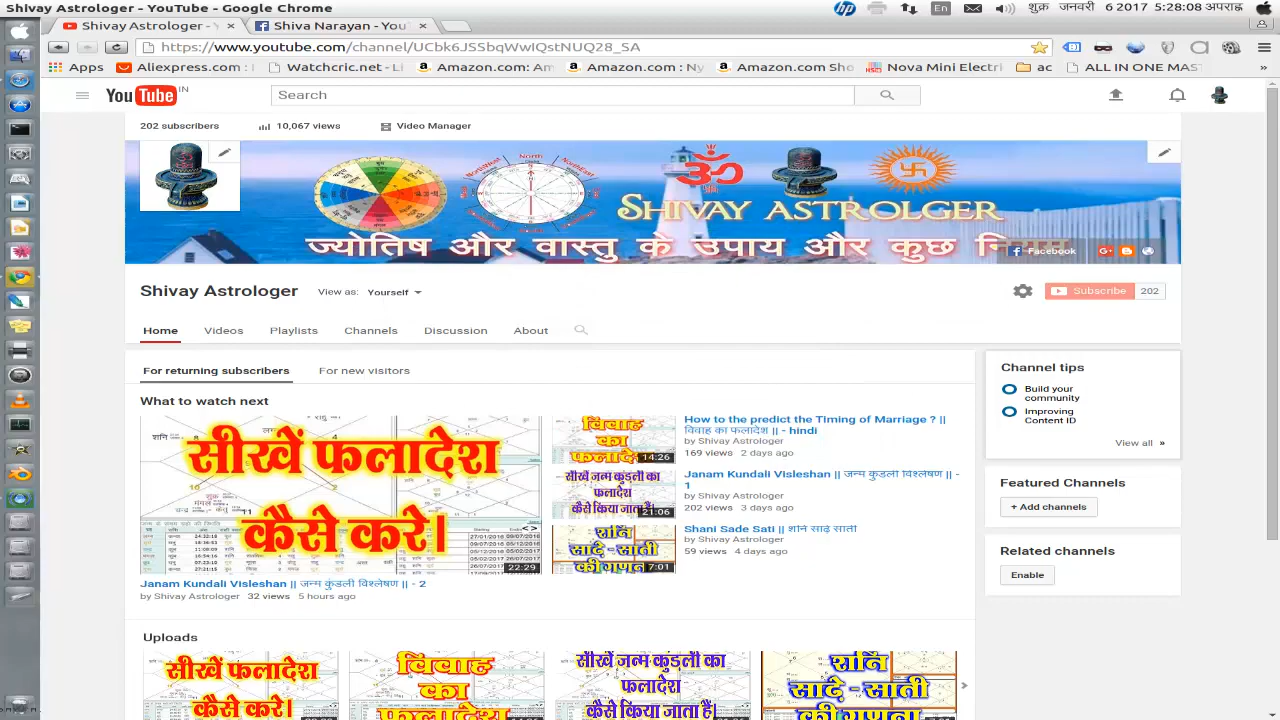 Shivay Astrologer - YouTube - Google Chrome
En
शुक्र जनवरी 6 2017 5:28:08 अपराह्न
Shivay Astrologer - Y
Shiva Narayan - You
https://www.youtube.com/channel/UCbk6JSSbqWwIQstNUQ28_SA
Apps
Aliexpress.com :
Watchcric.net - Li
Amazon.com: Am
Amazon.com : Ny
Amazon.com Sho
Nova Mini Electri
ac
ALL IN ONE MAS
YouTube IN
Search
202 subscribers
10,067 views
Video Manager
North
SHIVAY ASTROLGER
ज्योतिष और वास्तु के उपाय और कुछ नियम
Facebook
Shivay Astrologer
View as: Yourself
Subscribe 202
Home Videos Playlists Channels Discussion About
For returning subscribers
For new visitors
What to watch next
सीखें फलादेश
कैसे करे।
22:29
Janam Kundali Visleshan || जन्म कुंडली विश्लेषण || - 2
by Shivay Astrologer 32 views 5 hours ago
विवाह
का
फलादेश
14:26
How to the predict the Timing of Marriage ? ||
विवाह का फलादेश || - hindi
by Shivay Astrologer
169 views 2 days ago
सीखें जन्म कुंडली का
फलादेश
कैसे किया जाता हैं।
21:06
Janam Kundali Visleshan || जन्म कुंडली विश्लेषण || -
1
by Shivay Astrologer
202 views 3 days ago
शनि
साढे - साती
की गणना
7:01
Shani Sade Sati || शनि साढ़े साती
by Shivay Astrologer
59 views 4 days ago
Channel tips
Build your
community
Improving
Content ID
View all »
Featured Channels
+ Add channels
Related channels
Enable
Uploads
सीखें फलादेश
कैसे करे।
विवाह
का
फलादेश
सीखें जन्म कुंडली का
फलादेश
कैसे किया जाता हैं।
शनि
साढे - साती
की गणना